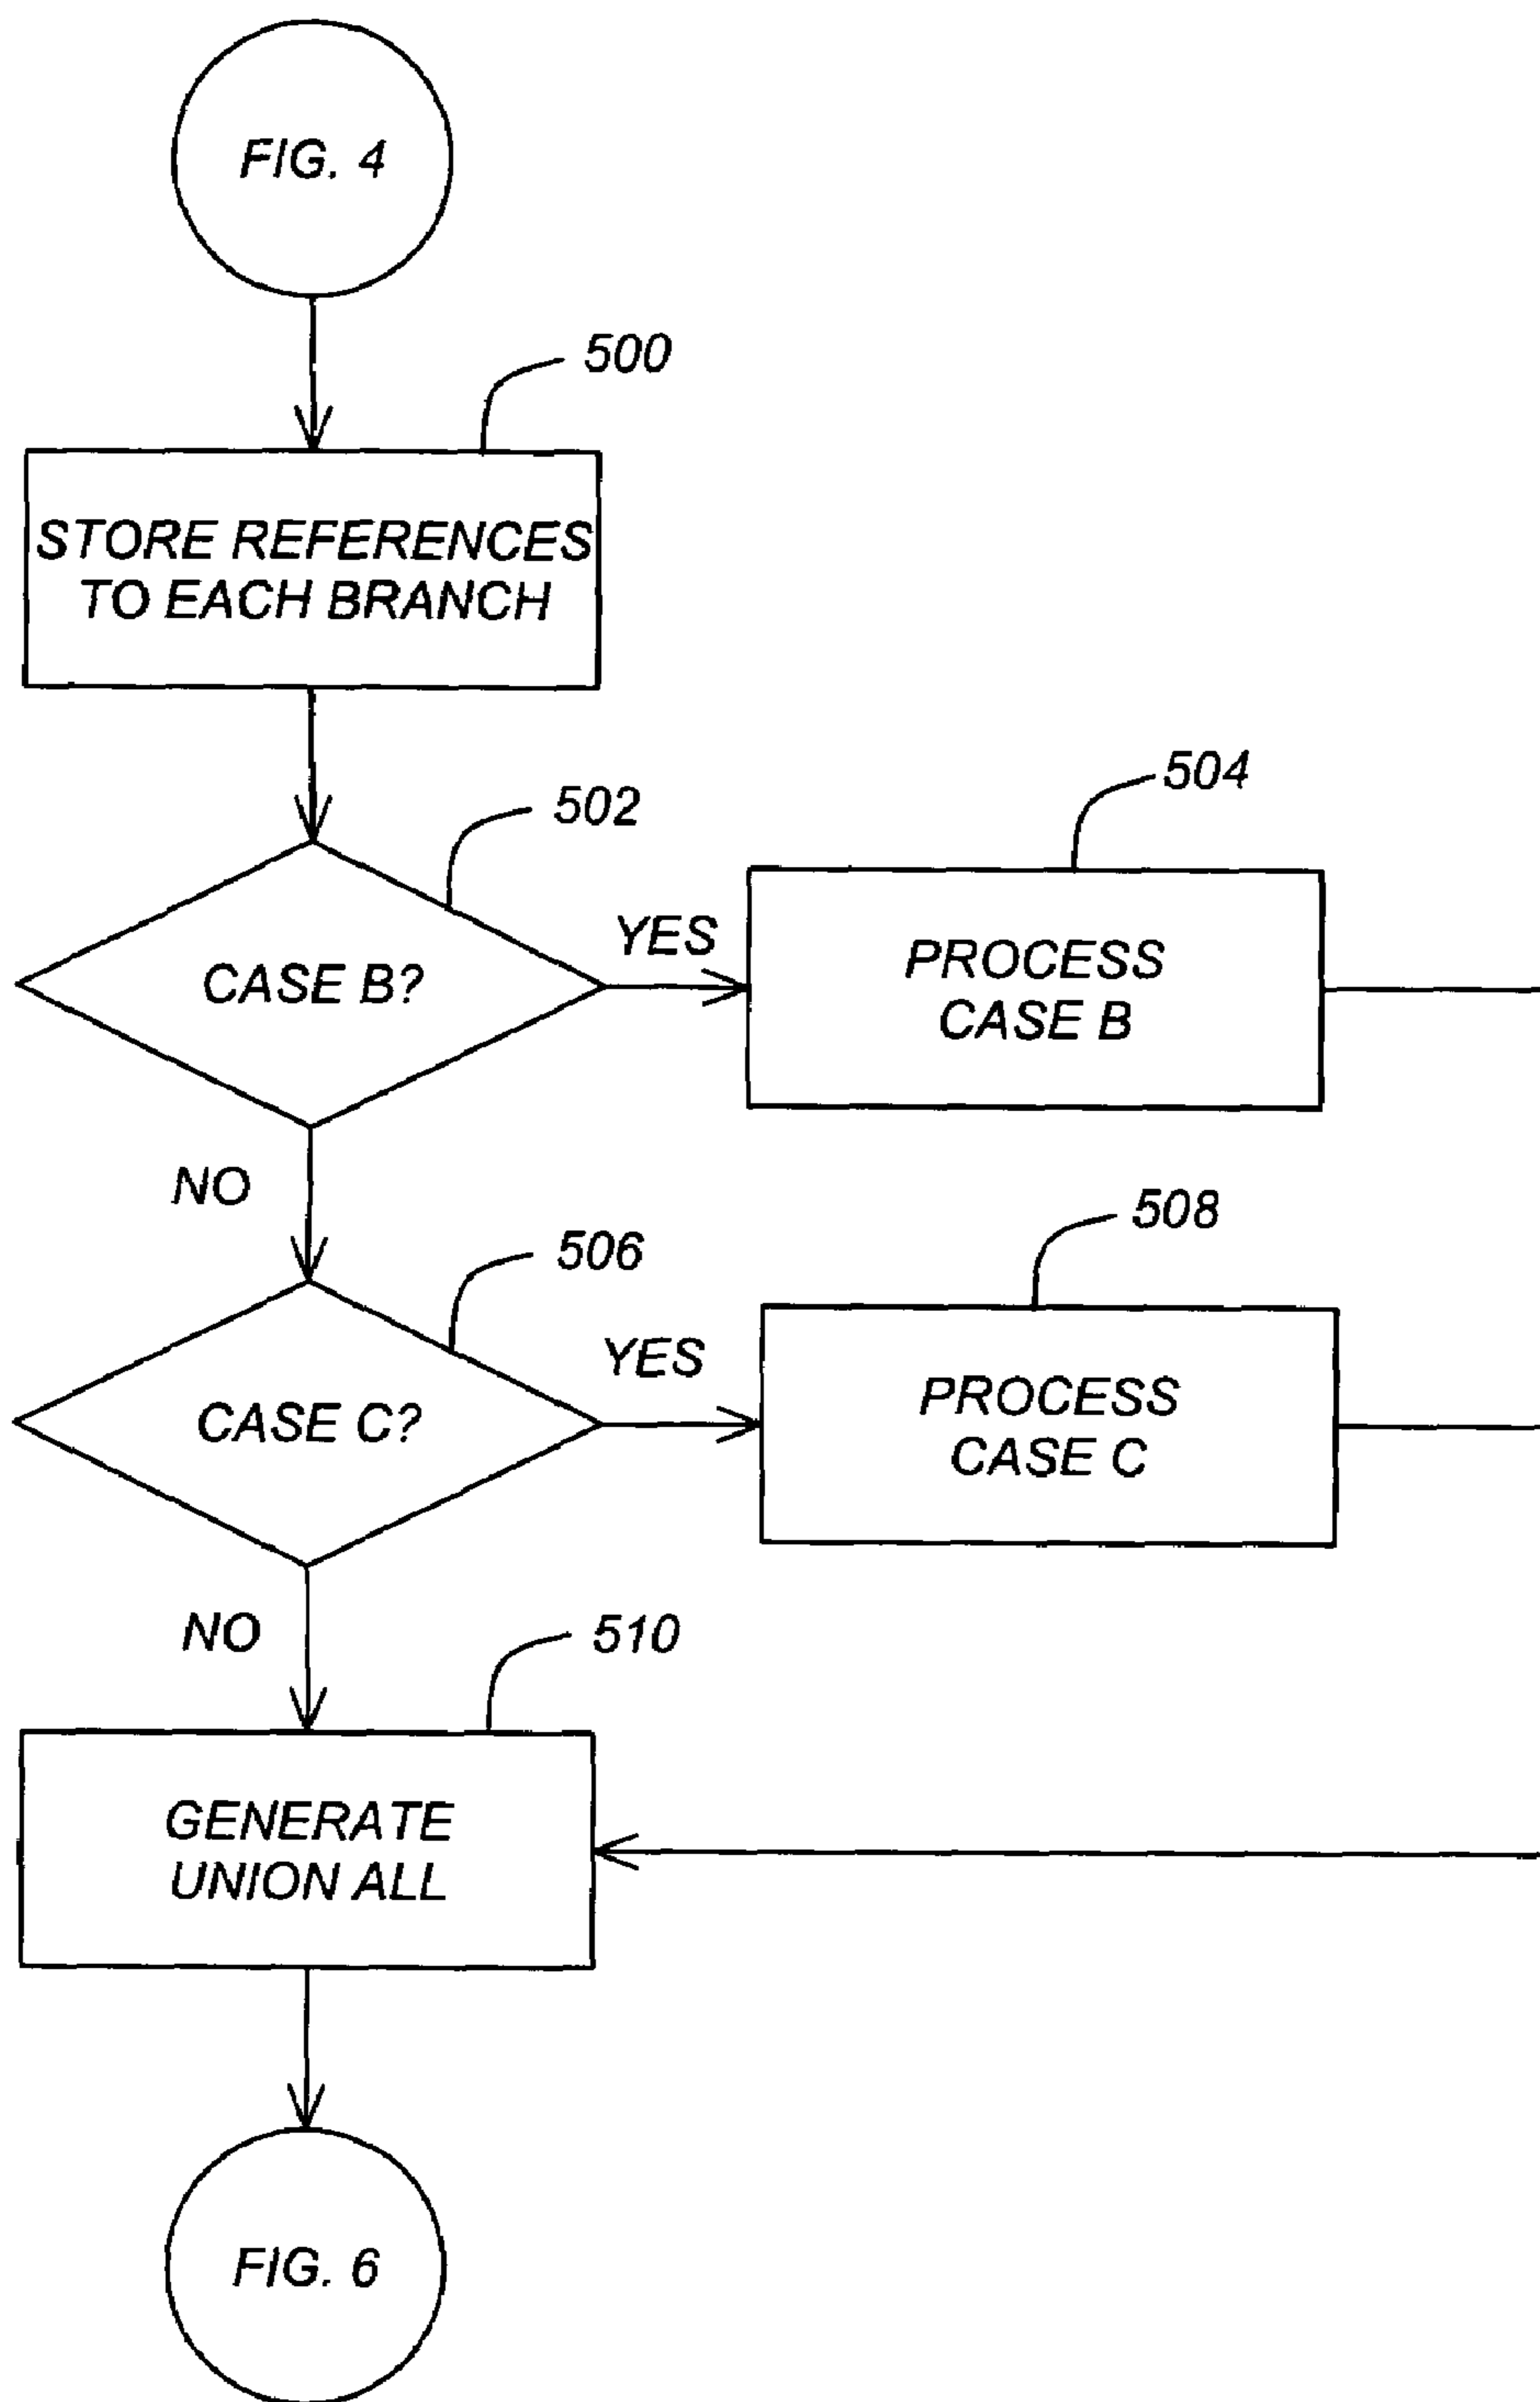 FIG. 4
500
STORE REFERENCES
TO EACH BRANCH
502
504
CASE B?
YES
PROCESS
CASE B
NO
506
508
CASE C?
YES
PROCESS
CASE C
NO
510
GENERATE
UNION ALL
FIG. 6